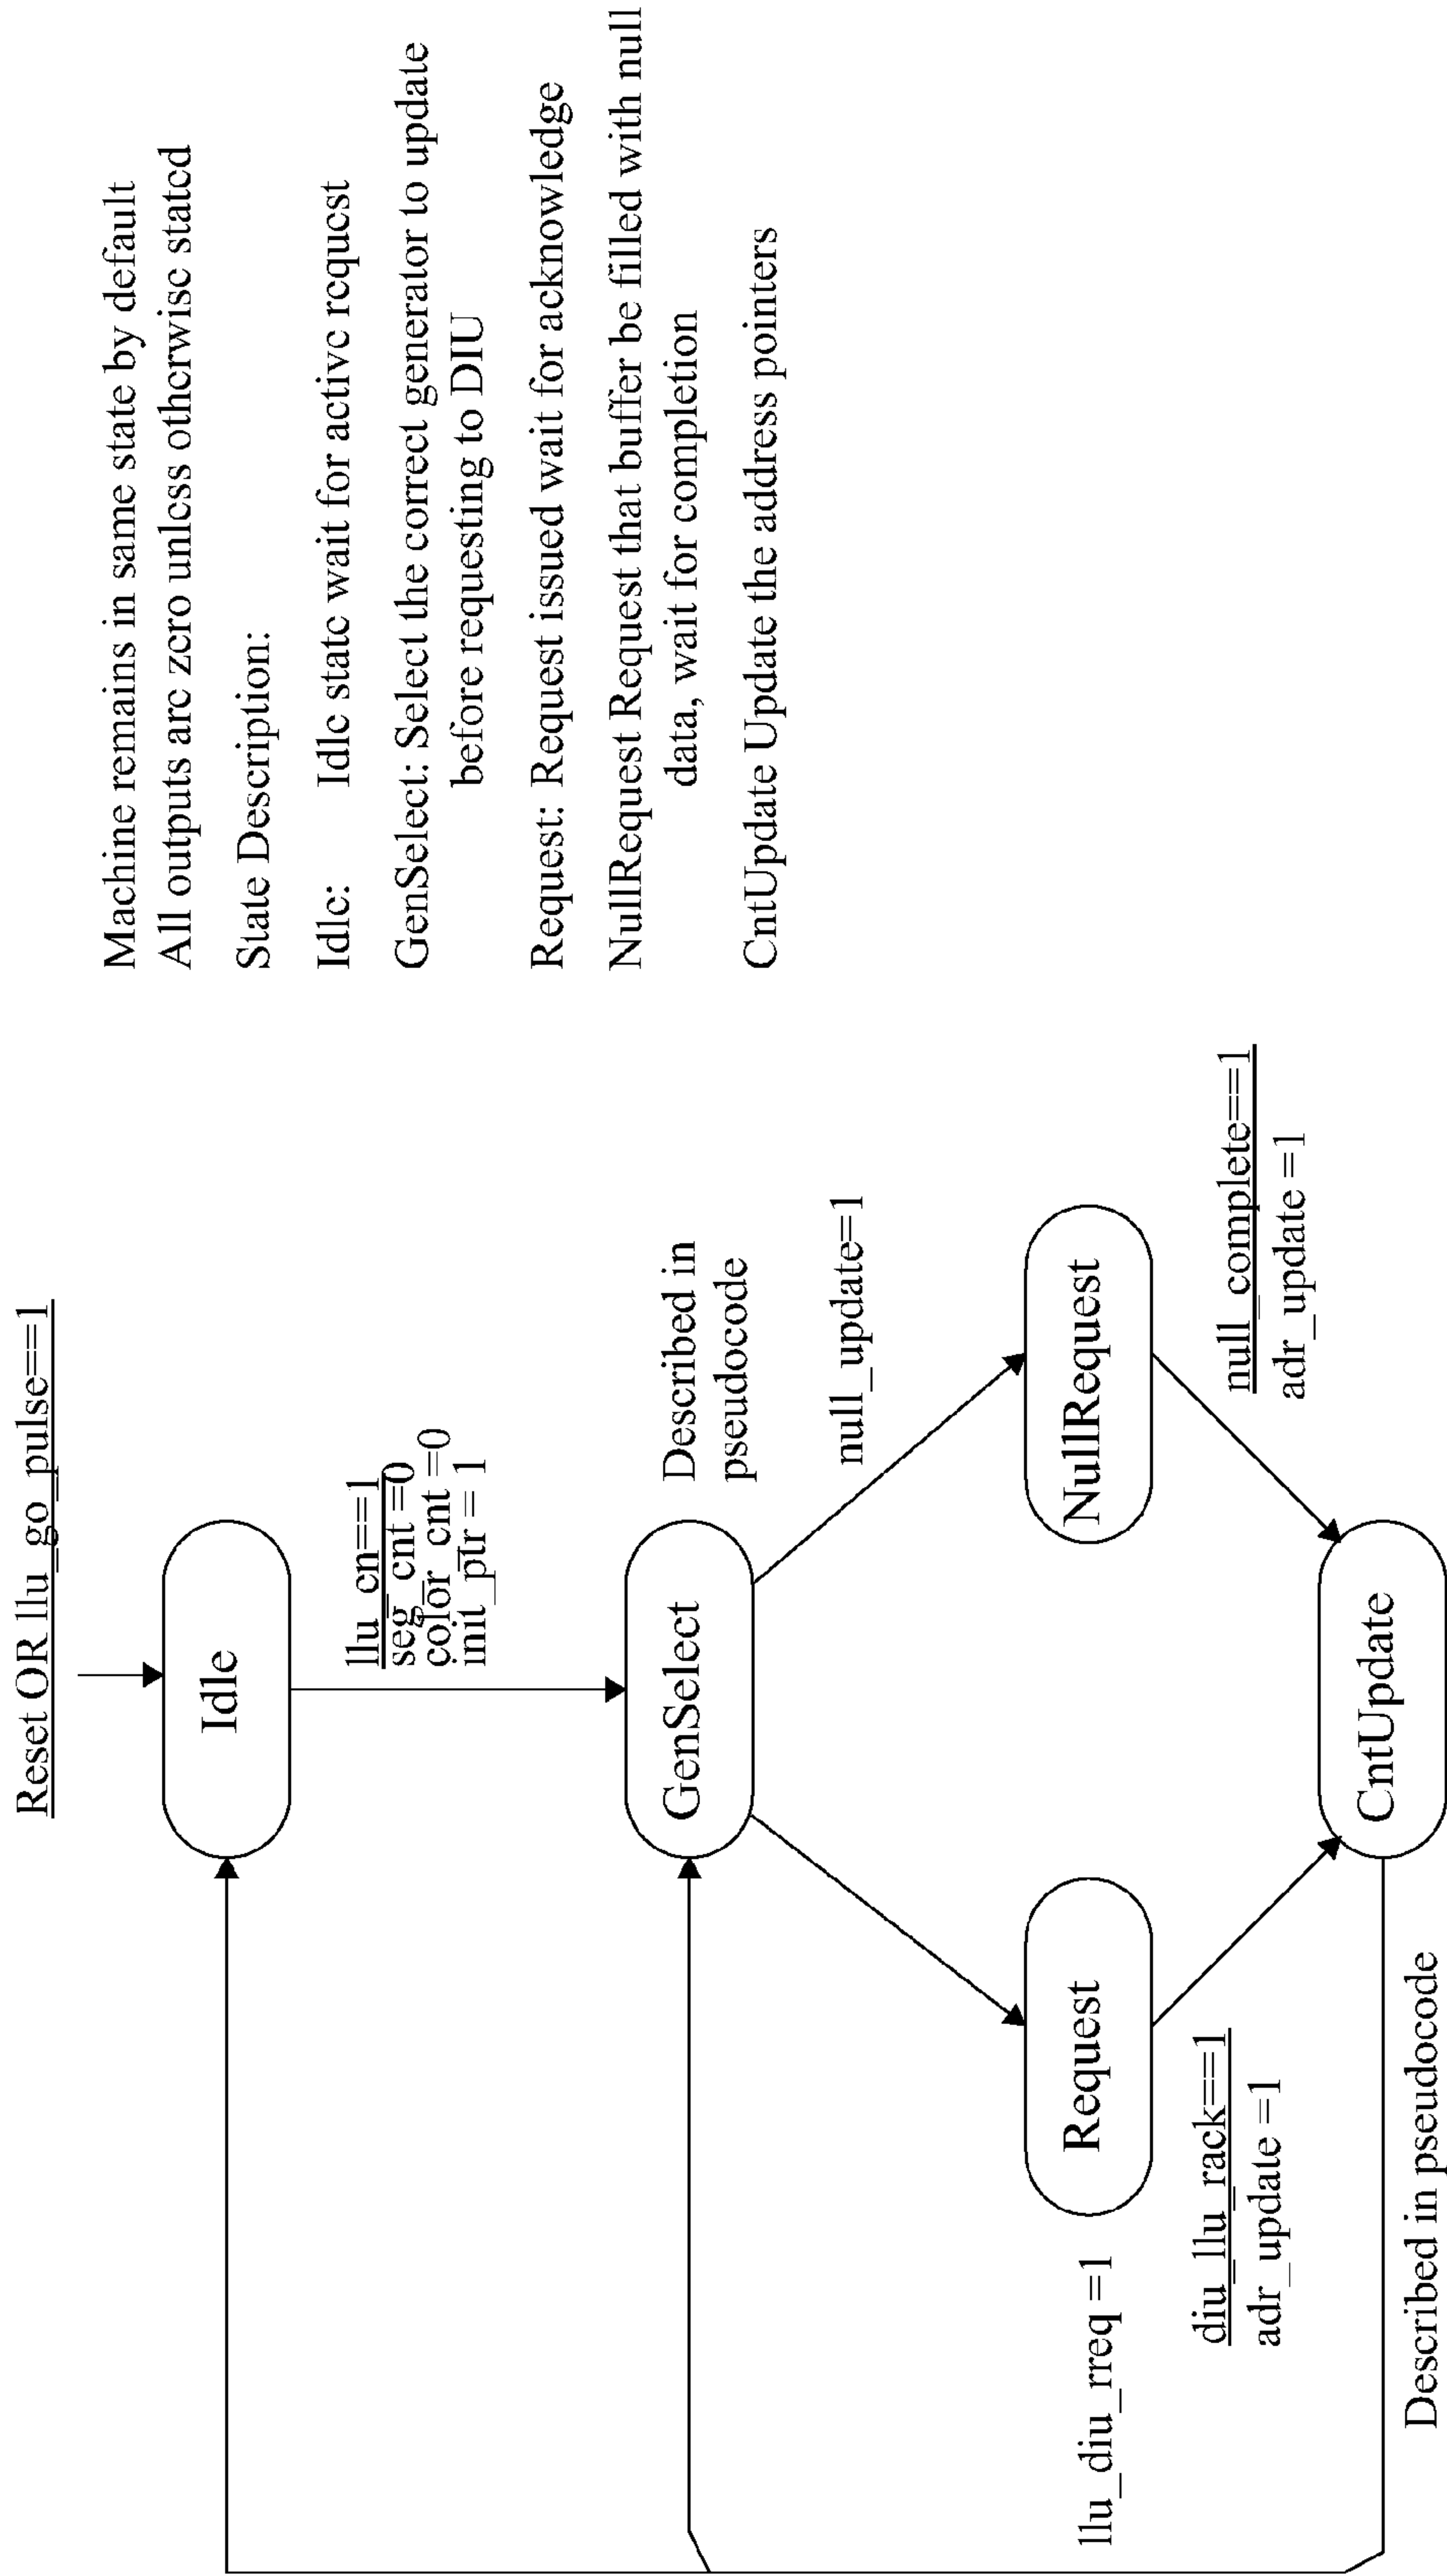 Reset OR llu_go_pulse==1
Idle
llu_en==1
seg_cnt =0
color_cnt =0
init_ptr = 1
GenSelect
Described in
pseudocode
null_update=1
Request
NullRequest
llu_diu_rreq =1
diu_llu_rack==1
adr_update =1
null_complete==1
adr_update =1
CntUpdate
Described in pseudocode
Machine remains in same state by default
All outputs are zero unless otherwise stated
State Description:
Idle: Idle state wait for active request
GenSelect: Select the correct generator to update
before requesting to DIU
Request: Request issued wait for acknowledge
NullRequest Request that buffer be filled with null
data, wait for completion
CntUpdate Update the address pointers